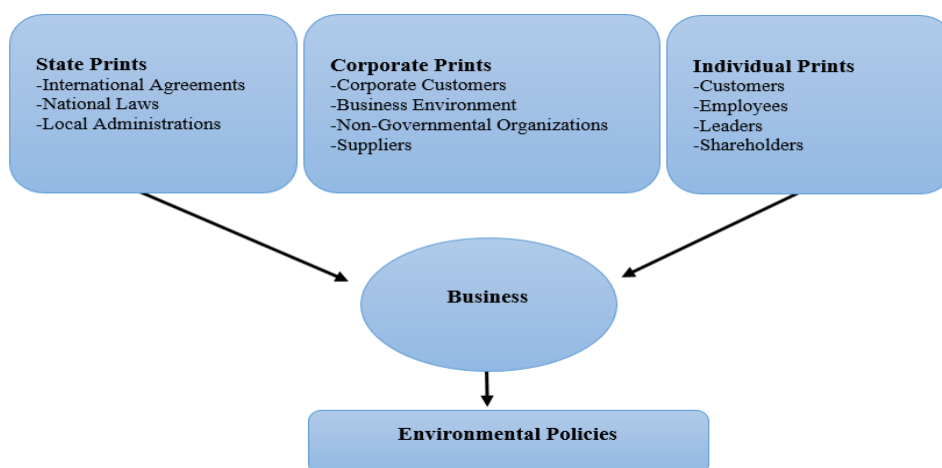 State Prints
-International Agreements
-National Laws
-Local Administrations
Corporate Prints
-Corporate Customers
-Business Environment
-Non-Governmental Organizations
-Suppliers
Individual Prints
-Customers
-Employees
-Leaders
-Shareholders
Business
Environmental Policies